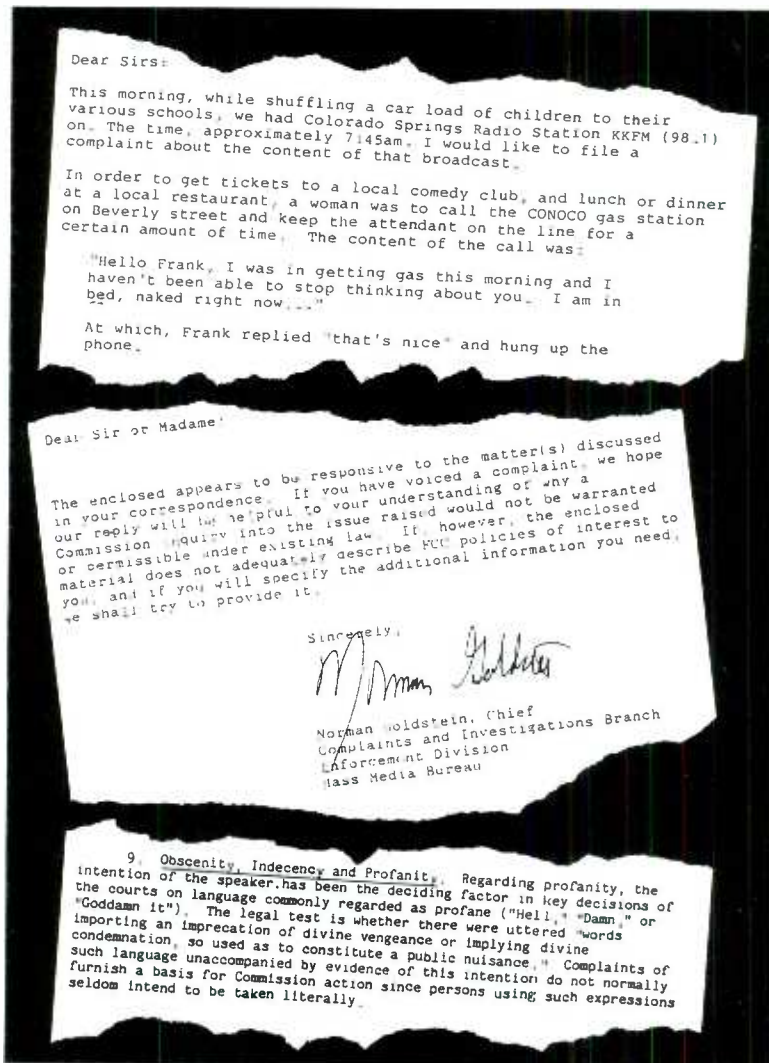 Dear Sirs:
This morning, while shuffling a car load of children to their
various schools, we had Colorado Springs Radio Station KKFM (98.1)
on. The time, approximately 7:45am. I would like to file a
complaint about the content of that broadcast.
In order to get tickets to a local comedy club, and lunch or dinner
at a local restaurant, a woman was to call the CONOCO gas station
on Beverly street and keep the attendant on the line for a
certain amount of time. The content of the call was:
"Hello Frank, I was in getting gas this morning and I
haven't been able to stop thinking about you. I am in
bed, naked right now..."
At which, Frank replied "that's nice" and hung up the
phone.
Dear Sir or Madame:
The enclosed appears to be responsive to the matter(s) discussed
in your correspondence. If you have voiced a complaint, we hope
our reply will be helpful to your understanding of why a
Commission inquiry into the issue raised would not be warranted
or permissible under existing law. If, however, the enclosed
material does not adequately describe FCC policies of interest to
you, and if you will specify the additional information you need,
we shall try to provide it.
Sincerely,
Norman Goldstein
Norman Goldstein, Chief
Complaints and Investigations Branch
Enforcement Division
Mass Media Bureau
9. Obscenity, Indecency and Profanity. Regarding profanity, the
intention of the speaker.has been the deciding factor in key decisions of
the courts on language commonly regarded as profane ("Hell," "Damn," or
"Goddamn it"). The legal test is whether there were uttered "words
importing an imprecation of divine vengeance or implying divine
condemnation, so used as to constitute a public nuisance." Complaints of
such language unaccompanied by evidence of this intention do not normally
furnish a basis for Commission action since persons using such expressions
seldom intend to be taken literally.